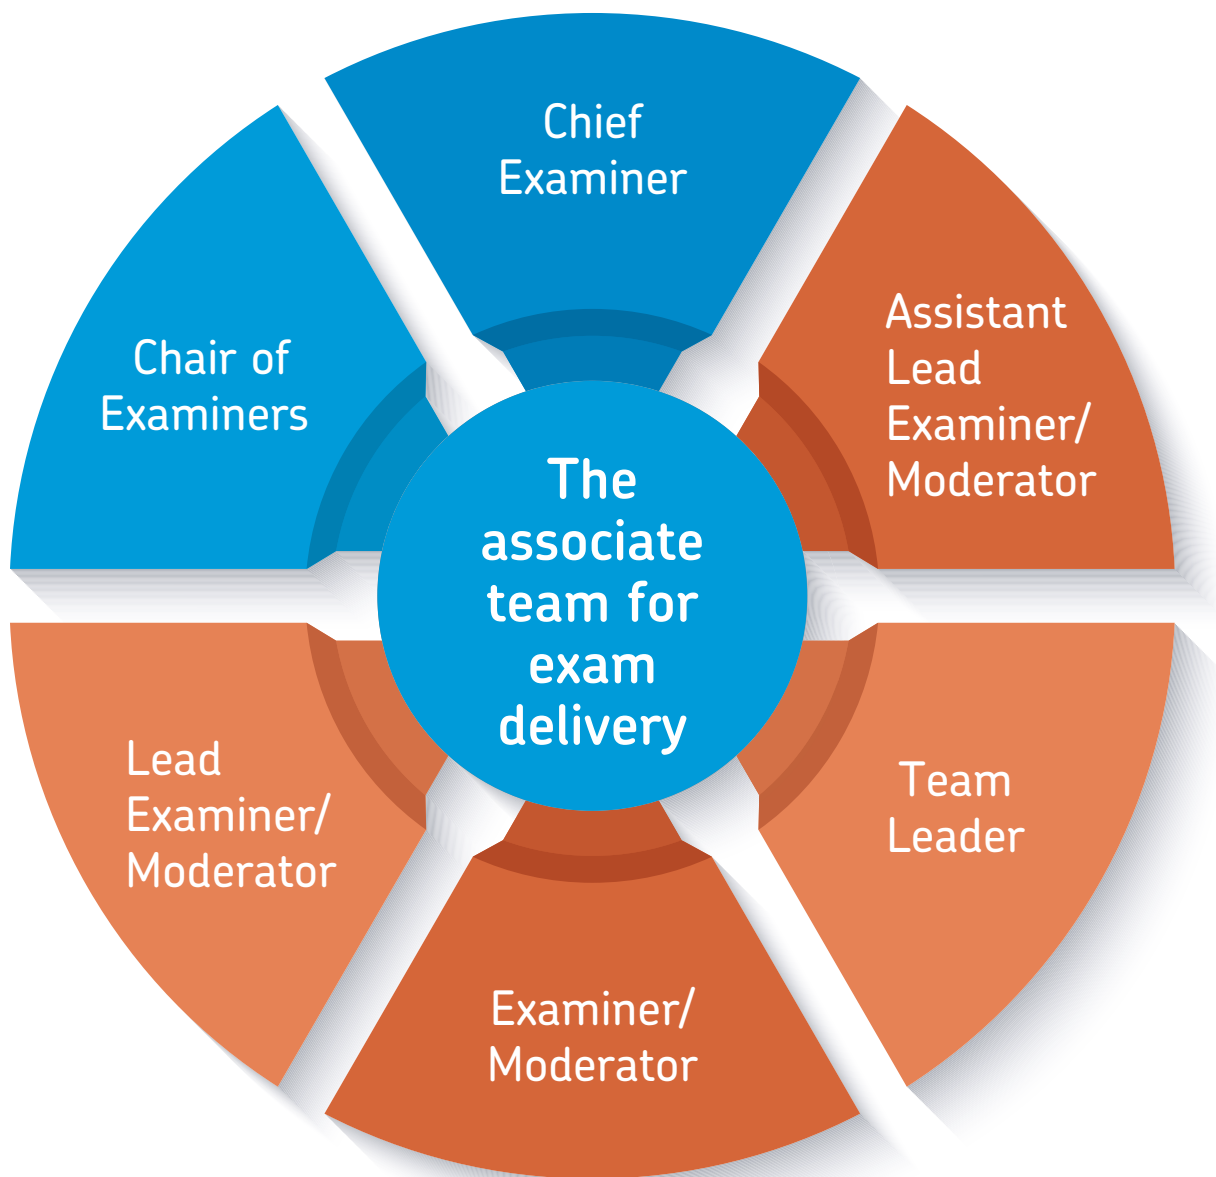 Chief
Examiner
Assistant
Lead
Examiner/
Moderator
Chair of
Examiners
The
associate
team for
exam
delivery
Lead
Examiner/
Moderator
Team
Leader
Examiner/
Moderator